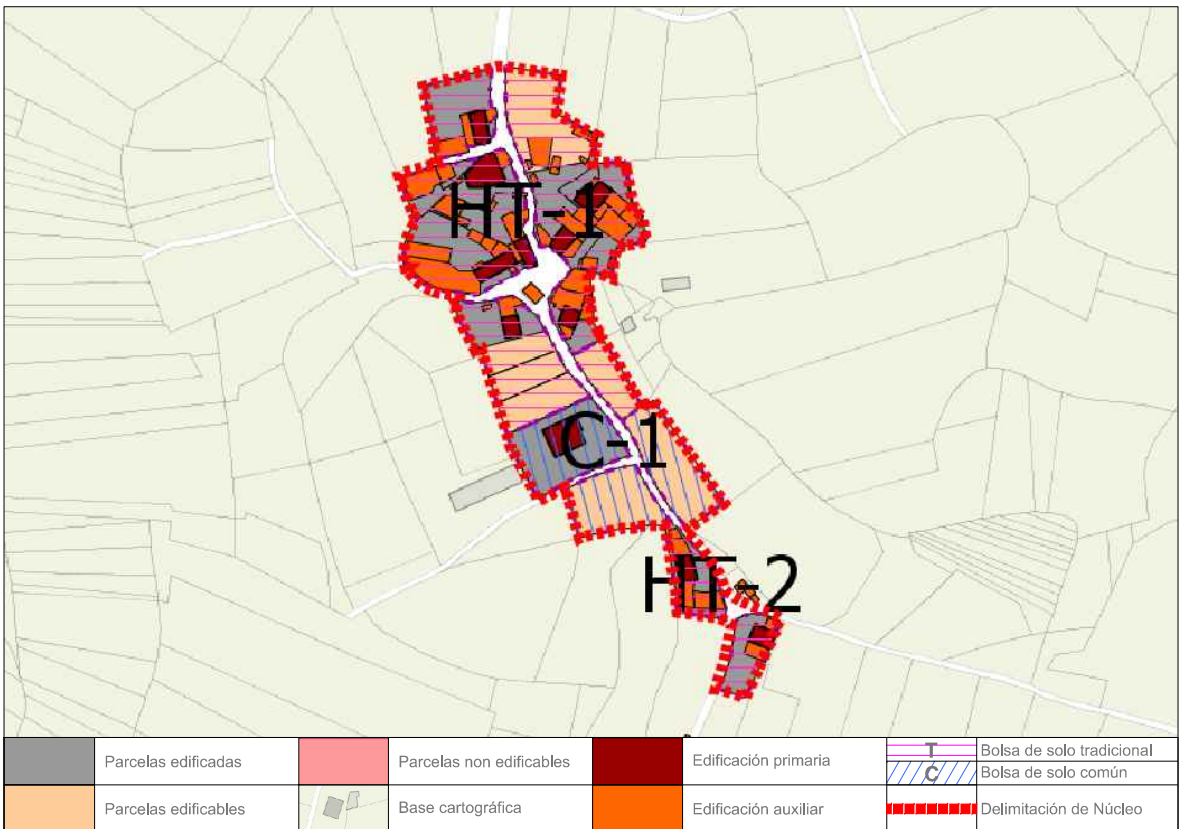 HT-1
C-1
HT-2
Parcelas edificadas
Parcelas non edificables
Edificación primaria
T
Bolsa de solo tradicional
C
Bolsa de solo común
Parcelas edificables
Base cartográfica
Edificación auxiliar
Delimitación de Núcleo